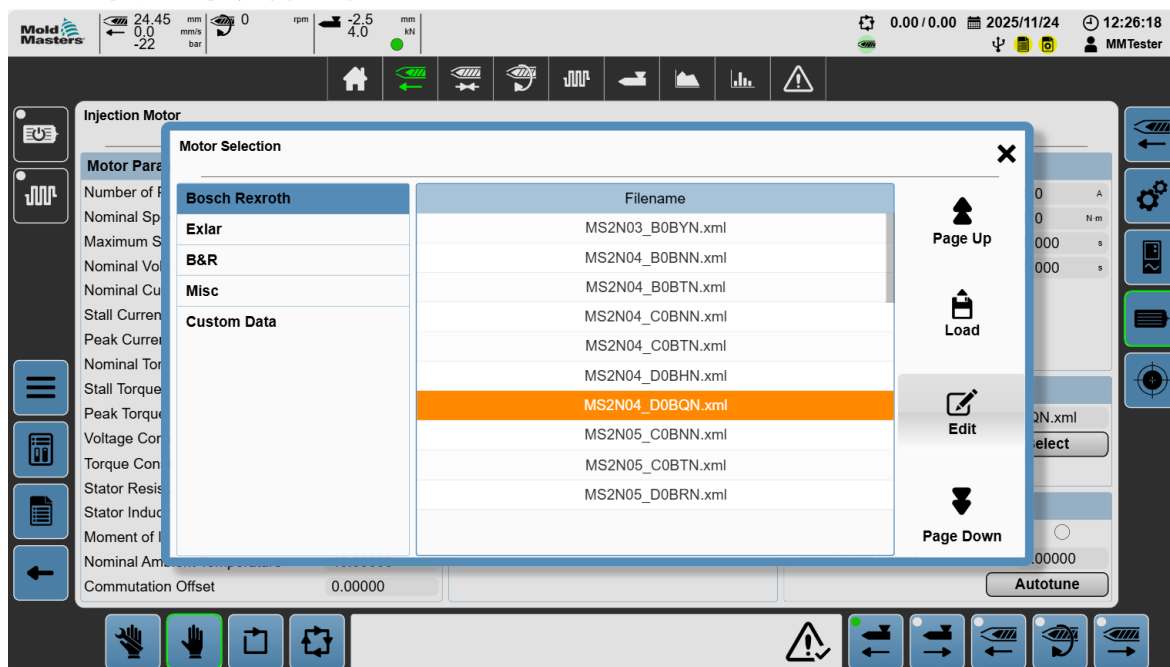 Mold
Masters
24.45 mm
0.0 mm/s
-22 bar
0 rpm
-2.5 mm
4.0 kN
0.00 / 0.00
2025/11/24
12:26:18
MMTester
Injection Motor
Motor Selection
Motor Para
Number of
Nominal Sp
Maximum S
Nominal Vol
Nominal Cu
Stall Curren
Peak Curre
Nominal Tor
Stall Torque
Peak Torqu
Voltage Con
Torque Con
Stator Resis
Stator Induc
Moment of
Nominal Ambient Temperature
Commutation Offset
0.00000
Bosch Rexroth
Exlar
B&R
Misc
Custom Data
Filename
MS2N03_B0BYN.xml
MS2N04_B0BNN.xml
MS2N04_B0BTN.xml
MS2N04_C0BNN.xml
MS2N04_C0BTN.xml
MS2N04_D0BHN.xml
MS2N04_D0BQN.xml
MS2N05_C0BNN.xml
MS2N05_C0BTN.xml
MS2N05_D0BRN.xml
Page Up
Load
Edit
Page Down
0 A
0 N·m
000 s
000 s
QN.xml
elect
.00000
Autotune